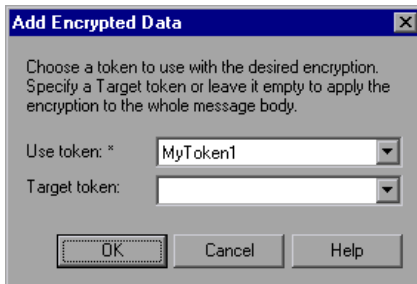 Add Encrypted Data
Choose a token to use with the desired encryption.
Specify a Target token or leave it empty to apply the
encryption to the whole message body.
Use token: * MyToken1
Target token:
OK Cancel Help